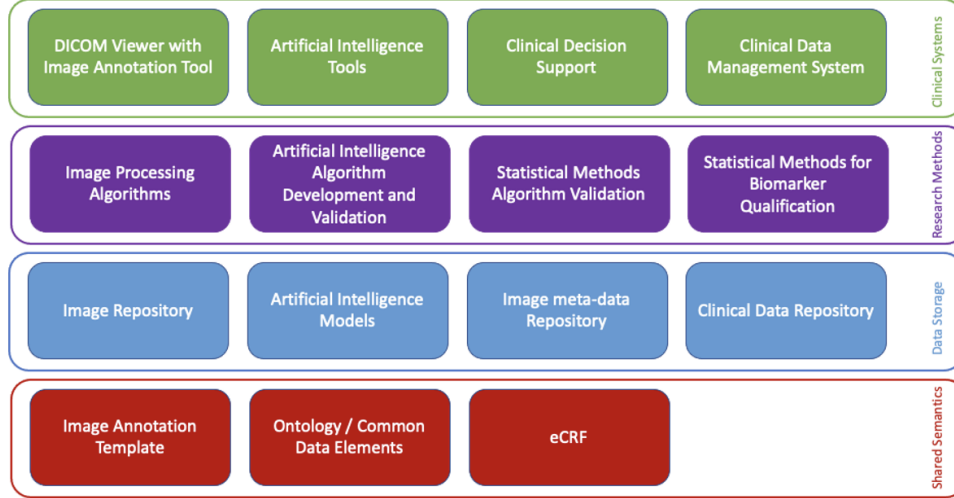 DICOM Viewer with
Image Annotation Tool
Artificial Intelligence
Tools
Clinical Decision
Support
Clinical Data
Management System
Clinical Systems
Image Processing
Algorithms
Artificial Intelligence
Algorithm
Development and
Validation
Statistical Methods
Algorithm Validation
Statistical Methods for
Biomarker
Qualification
Research Methods
Image Repository
Artificial Intelligence
Models
Image meta-data
Repository
Clinical Data Repository
Data Storage
Image Annotation
Template
Ontology / Common
Data Elements
eCRF
Shared Semantics